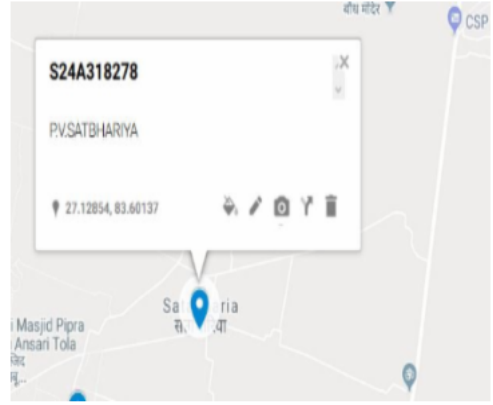 बौध मंदिर
CSP
S24A318278
P.V.SATBHARIYA
27.12854, 83.60137
Masjid Pipra
Ansari Tola